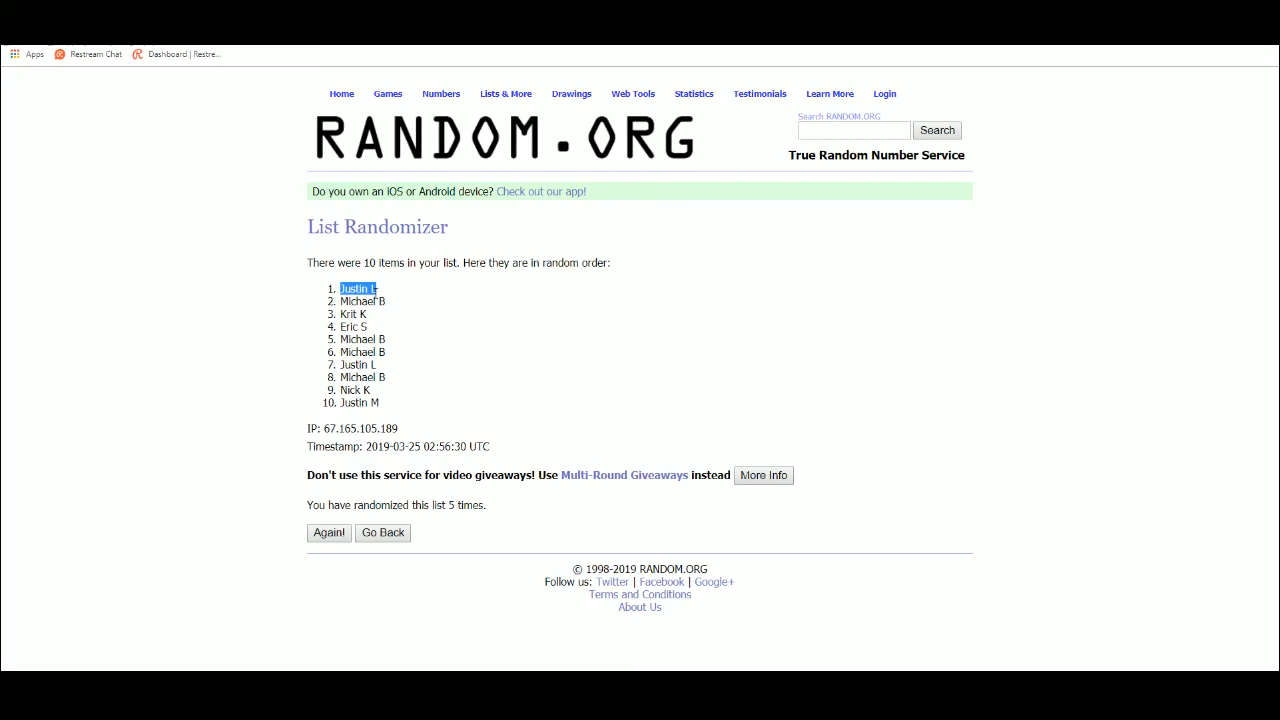 Apps Restream Chat Dashboard | Restre...
Home Games Numbers Lists & More Drawings Web Tools Statistics Testimonials Learn More Login
RANDOM.ORG
Search RANDOM.ORG
Search
True Random Number Service
Do you own an iOS or Android device? Check out our app!
List Randomizer
There were 10 items in your list. Here they are in random order:
1. Justin L
2. Michael B
3. Krit K
4. Eric S
5. Michael B
6. Michael B
7. Justin L
8. Michael B
9. Nick K
10. Justin M
IP: 67.165.105.189
Timestamp: 2019-03-25 02:56:30 UTC
Don't use this service for video giveaways! Use Multi-Round Giveaways instead More Info
You have randomized this list 5 times.
Again! Go Back
© 1998-2019 RANDOM.ORG
Follow us: Twitter | Facebook | Google+
Terms and Conditions
About Us